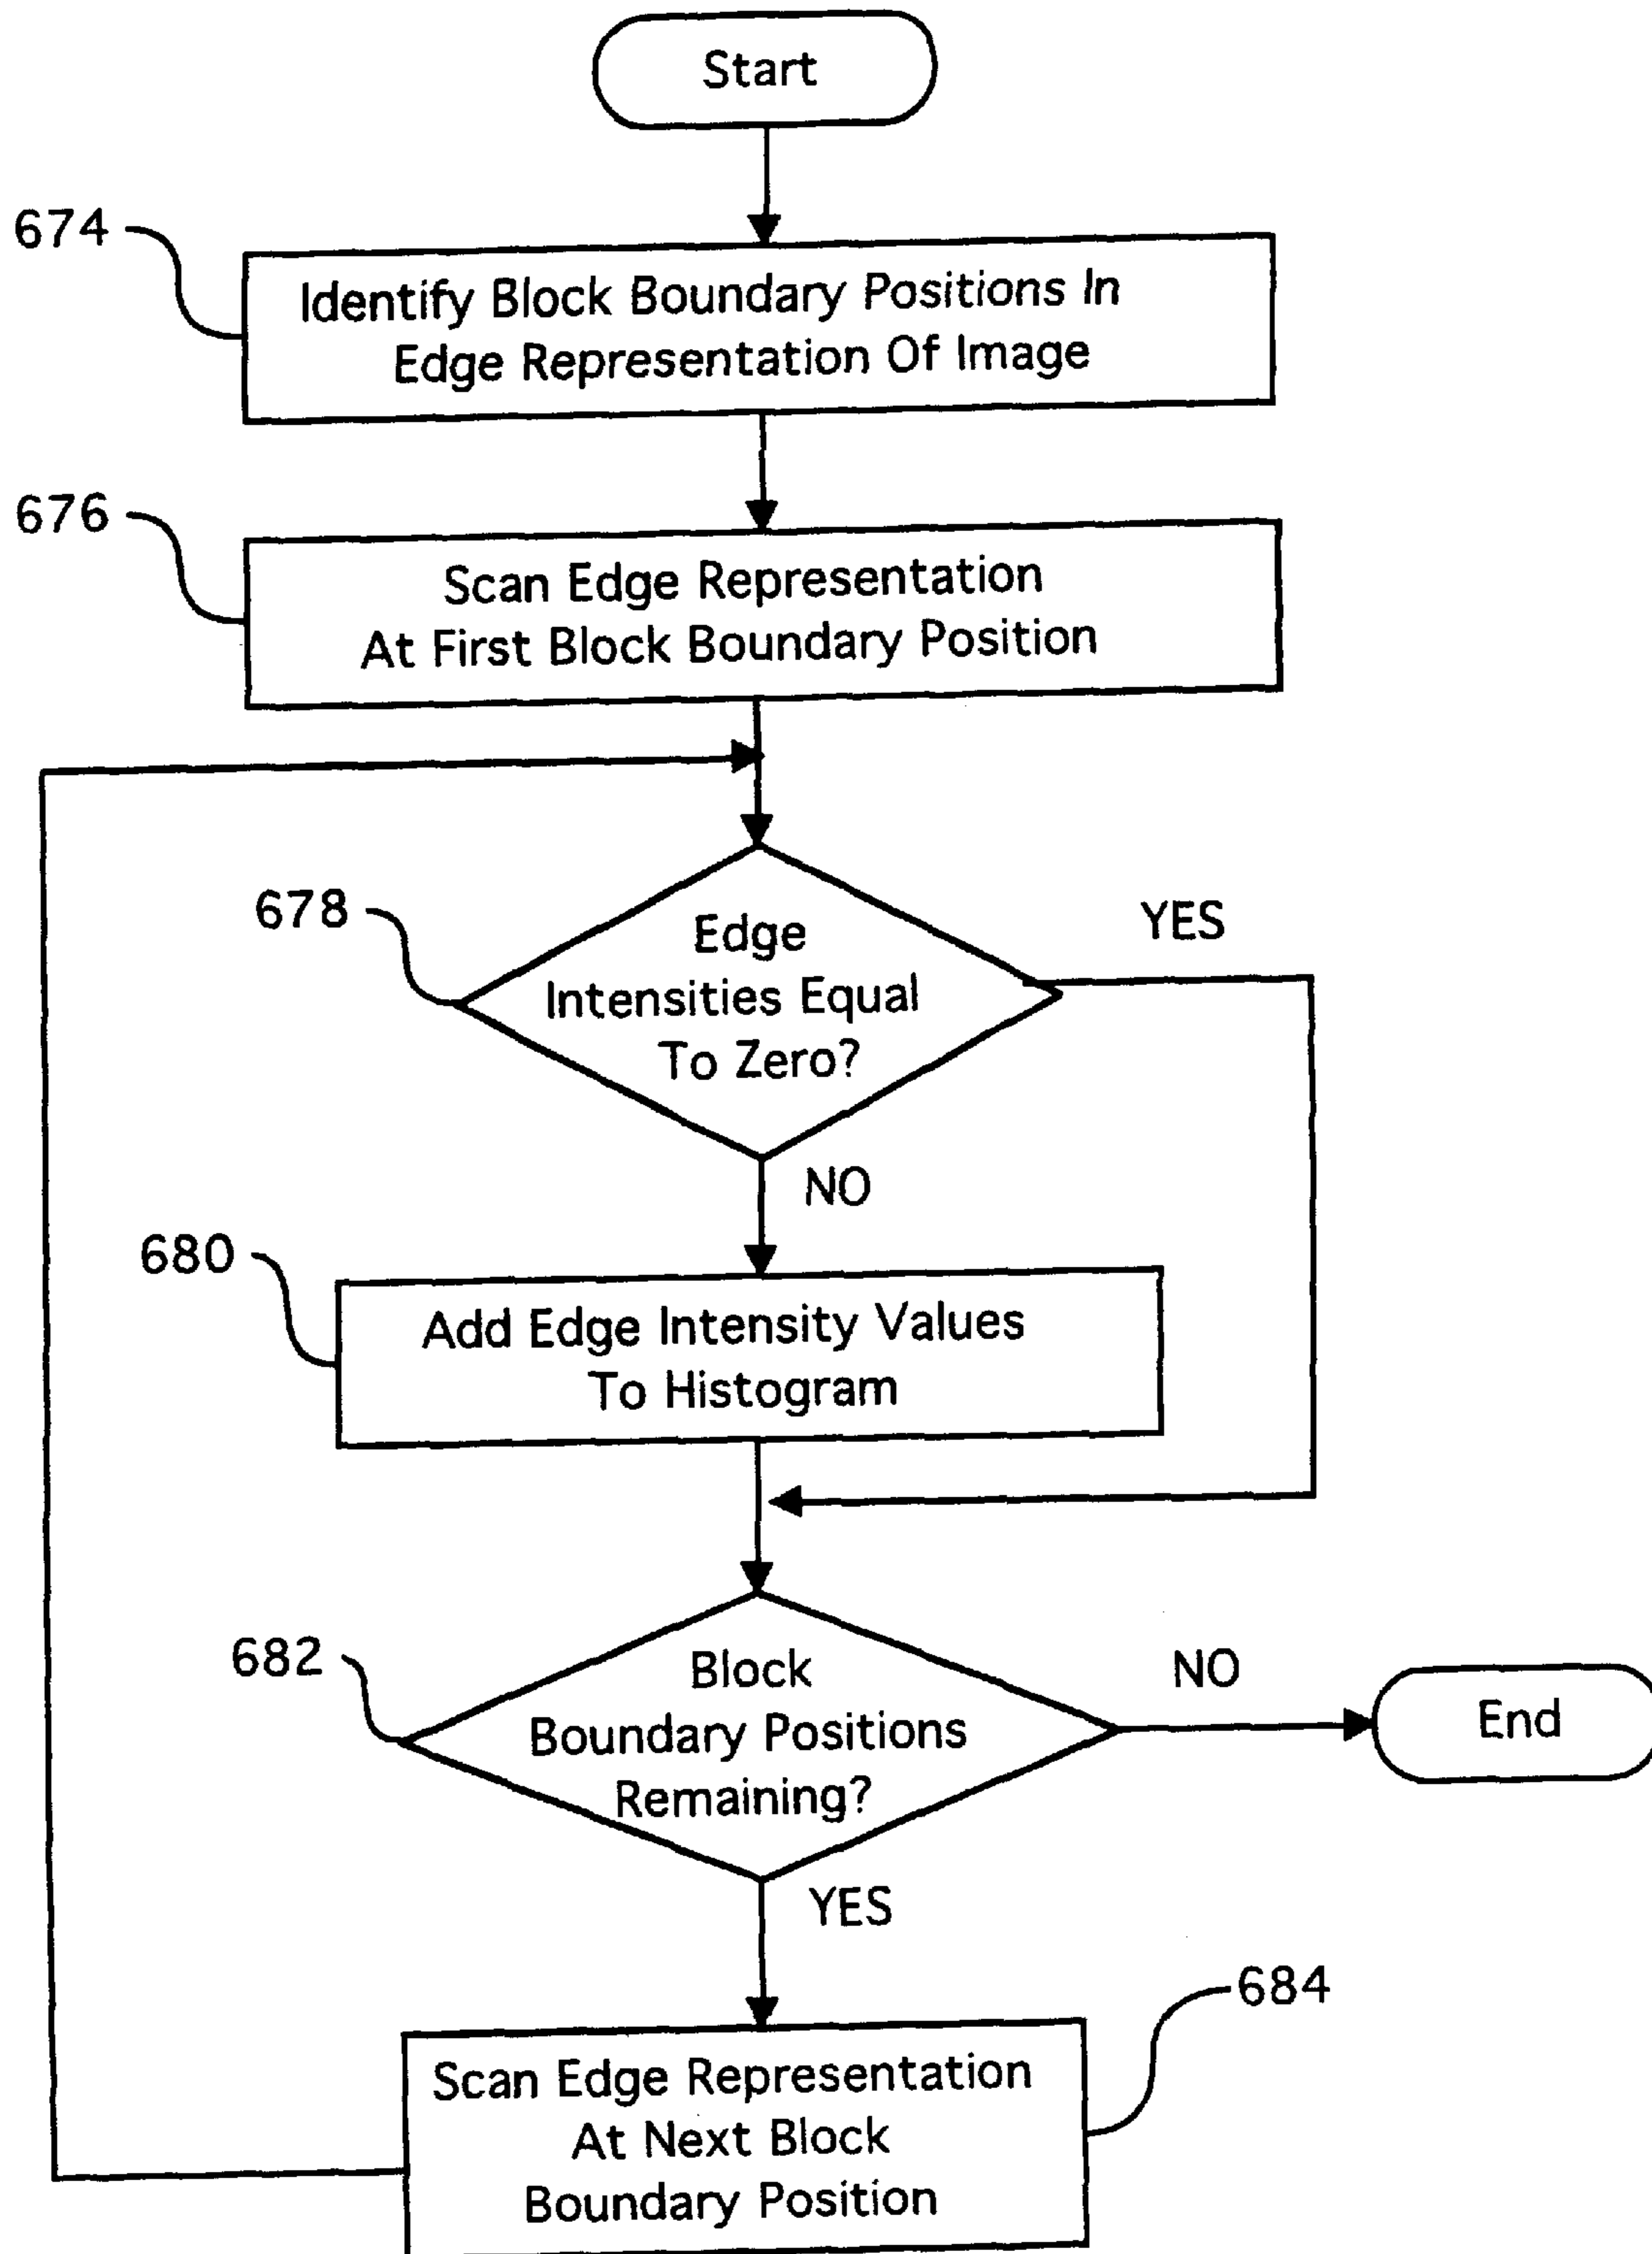 Start
674
Identify Block Boundary Positions In
Edge Representation Of Image
676
Scan Edge Representation
At First Block Boundary Position
678
Edge
Intensities Equal
To Zero?
YES
NO
680
Add Edge Intensity Values
To Histogram
682
Block
Boundary Positions
Remaining?
NO
End
YES
684
Scan Edge Representation
At Next Block
Boundary Position